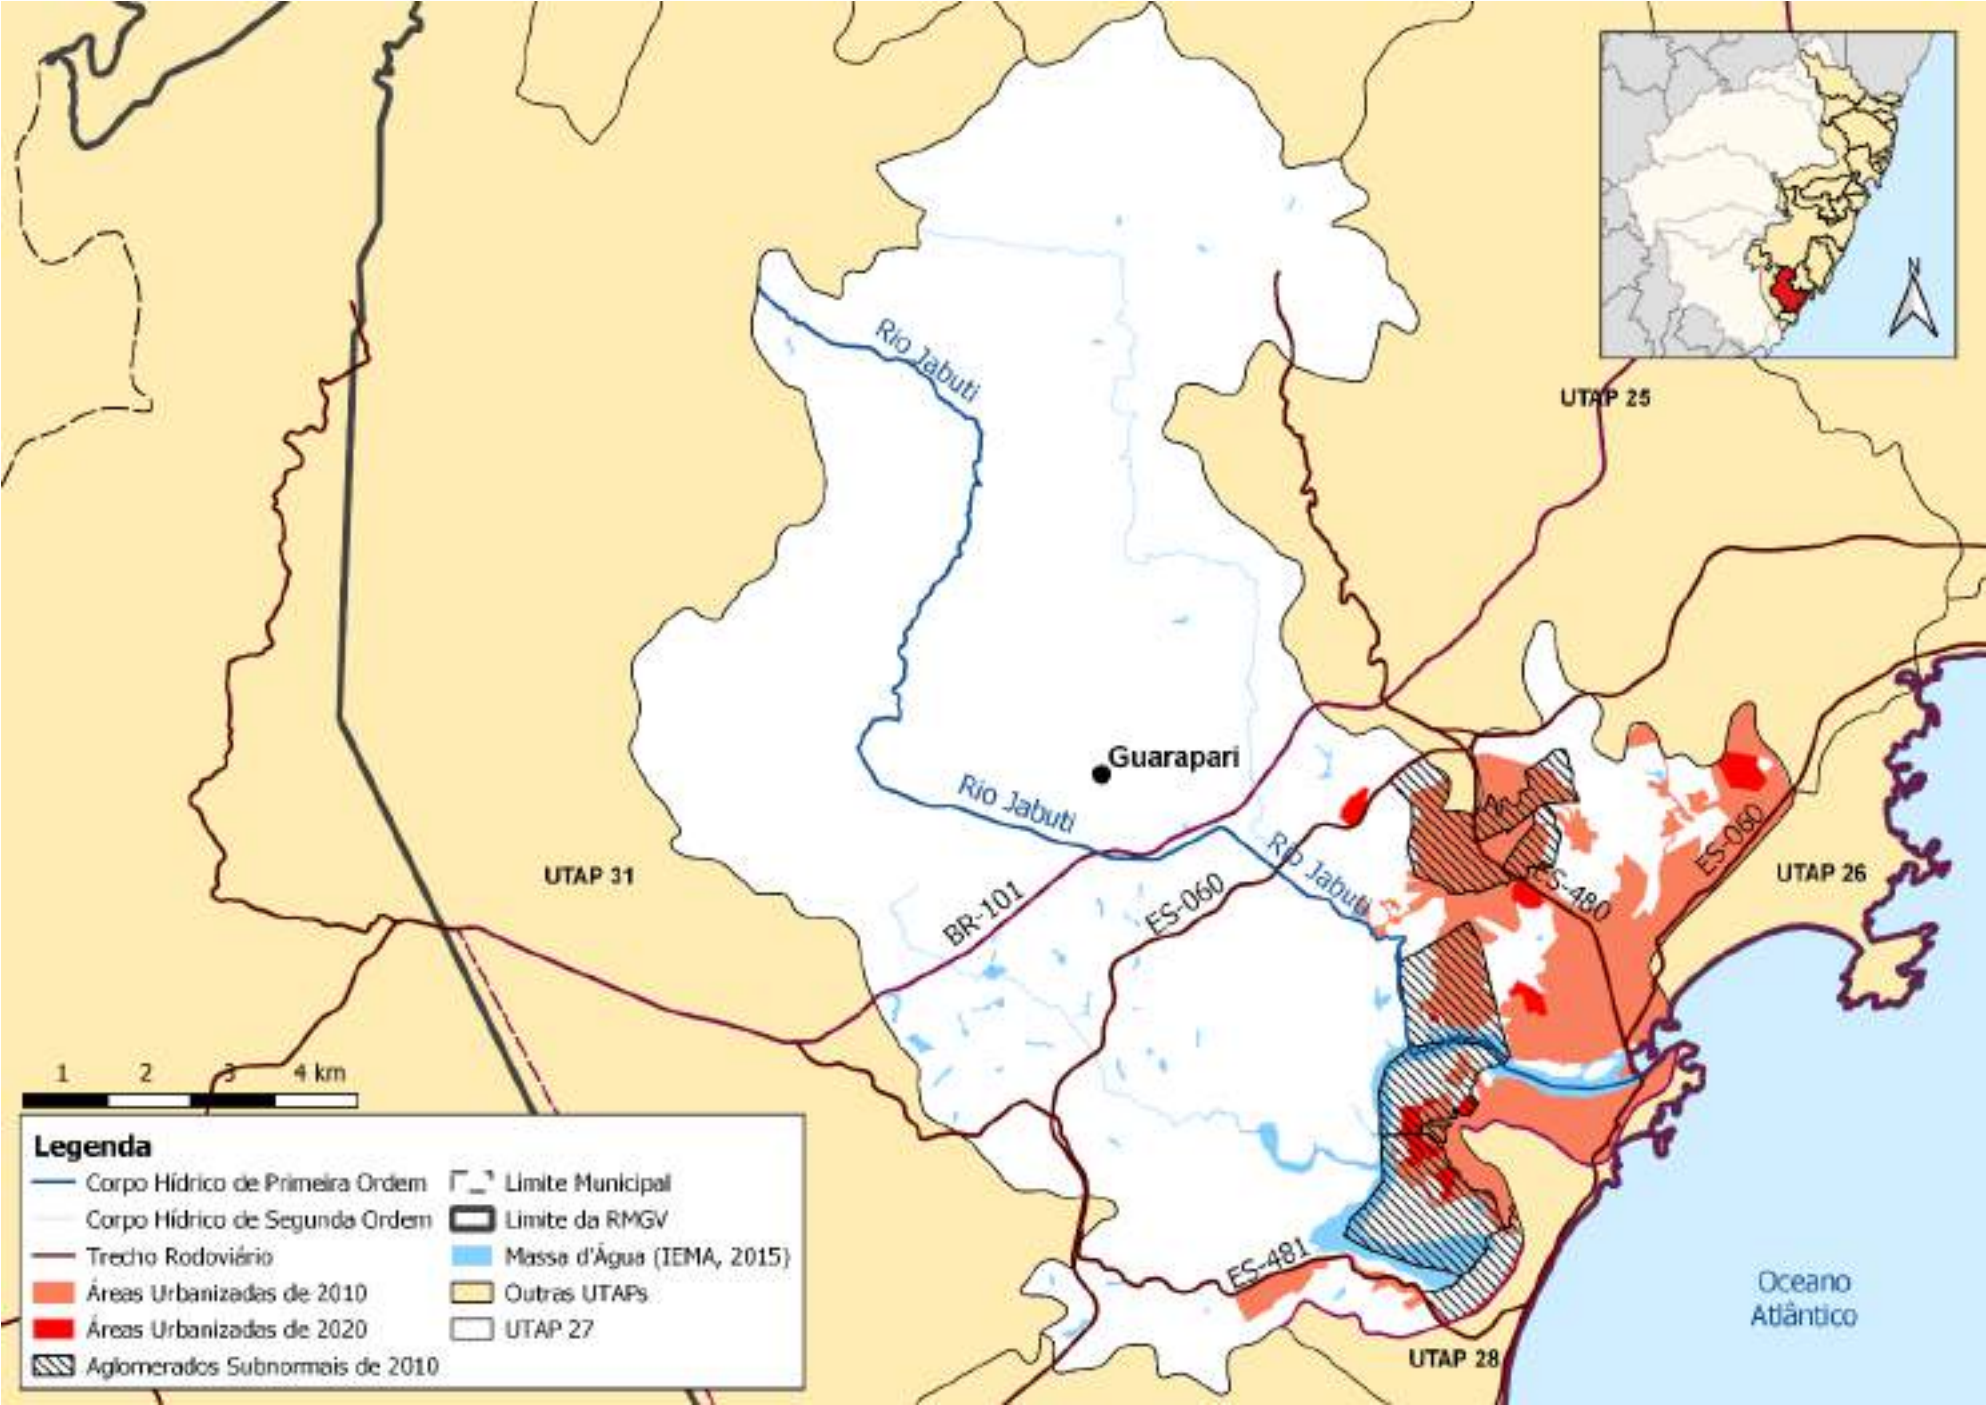 N
UTAP 25
Rio Jabuti
Guarapari
Rio Jabuti
Rio Jabuti
ES-060
ES-480
UTAP 26
UTAP 31
BR-101
ES-060
1 2 3 4 km
ES-481
UTAP 28
Oceano
Atlântico
Legenda
Corpo Hídrico de Primeira Ordem
Corpo Hídrico de Segunda Ordem
Trecho Rodoviário
Áreas Urbanizadas de 2010
Áreas Urbanizadas de 2020
Aglomerados Subnormais de 2010
Limite Municipal
Limite da RMGV
Massa d'Água (IEMA, 2015)
Outras UTAPs
UTAP 27